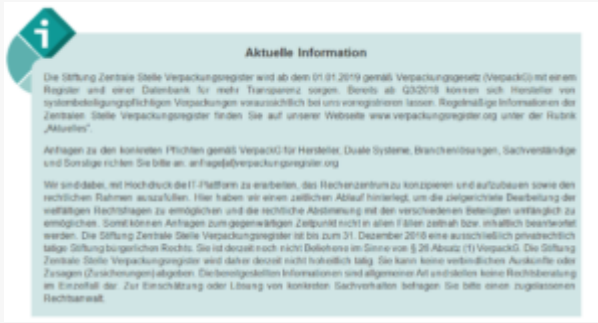 Aktuelle Information
Die Stiftung Zentrale Stelle Verpackungsregister wird ab dem 01.01.2019 gemäß Verpackungsgesetz (VerpackG) mit einem
Register und einer Datenbank für mehr Transparenz sorgen. Bereits ab Q3/2018 können sich Hersteller von
systembeteiligungspflichtigen Verpackungen voraussichtlich bei uns vorregistrieren lassen. Regelmäßige Informationen der
Zentralen Stelle Verpackungsregister finden Sie auf unserer Webseite www.verpackungsregister.org unter der Rubrik
„Aktuelles“.
Anfragen zu den konkreten Pflichten gemäß VerpackG für Hersteller, Duale Systeme, Branchenlösungen, Sachverständige
und Sonstige richten Sie bitte an: anfrage[at]verpackungsregister.org
Wir sind dabei, mit Hochdruck die IT-Plattform zu erarbeiten, das Rechenzentrum zu konzipieren und aufzubauen sowie den
rechtlichen Rahmen auszufüllen. Hier haben wir einen zeitlichen Ablauf hinterlegt, um die zielgerichtete Bearbeitung der
vielfältigen Rechtsfragen zu ermöglichen und die rechtliche Abstimmung mit den verschiedenen Beteiligten umfänglich zu
ermöglichen. Somit können Anfragen zum gegenwärtigen Zeitpunkt nicht in allen Fällen zeitnah bzw. inhaltlich beantwortet
werden. Die Stiftung Zentrale Stelle Verpackungsregister ist bis zum 31. Dezember 2018 eine ausschließlich privatrechtlich
tätige Stiftung bürgerlichen Rechts. Sie ist derzeit noch nicht Beliehene im Sinne von § 26 Absatz (1) VerpackG. Die Stiftung
Zentrale Stelle Verpackungsregister wird daher derzeit nicht hoheitlich tätig. Sie kann keine verbindlichen Auskünfte oder
Zusagen (Zusicherungen) abgeben. Die bereitgestellten Informationen sind allgemeiner Art und stellen keine Rechtsberatung
im Einzelfall dar. Zur Einschätzung oder Lösung von konkreten Sachverhalten befragen Sie bitte einen zugelassenen
Rechtsanwalt.